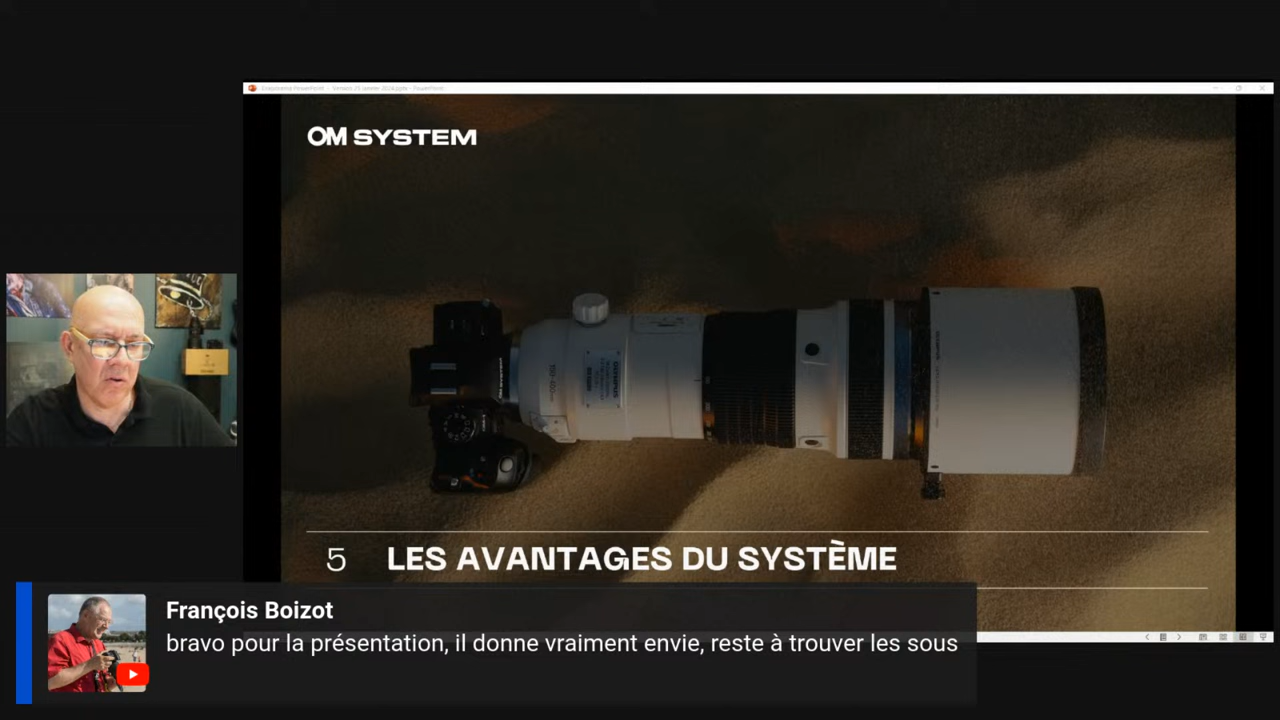 OM SYSTEM
5 LES AVANTAGES DU SYSTÈME
François Boizot
bravo pour la présentation, il donne vraiment envie, reste à trouver les sous